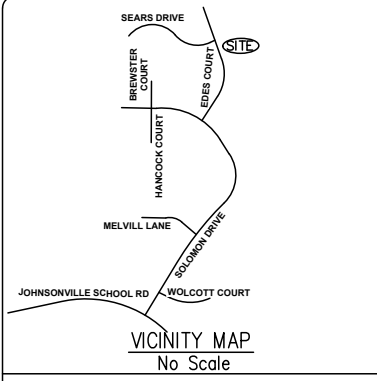 SEARS DRIVE
SITE
BREWSTER
COURT
EDES COURT
HANCOCK COURT
MELVILL LANE
SOLOMON DRIVE
JOHNSONVILLE SCHOOL RD
WOLCOTT COURT
VICINITY MAP
No Scale